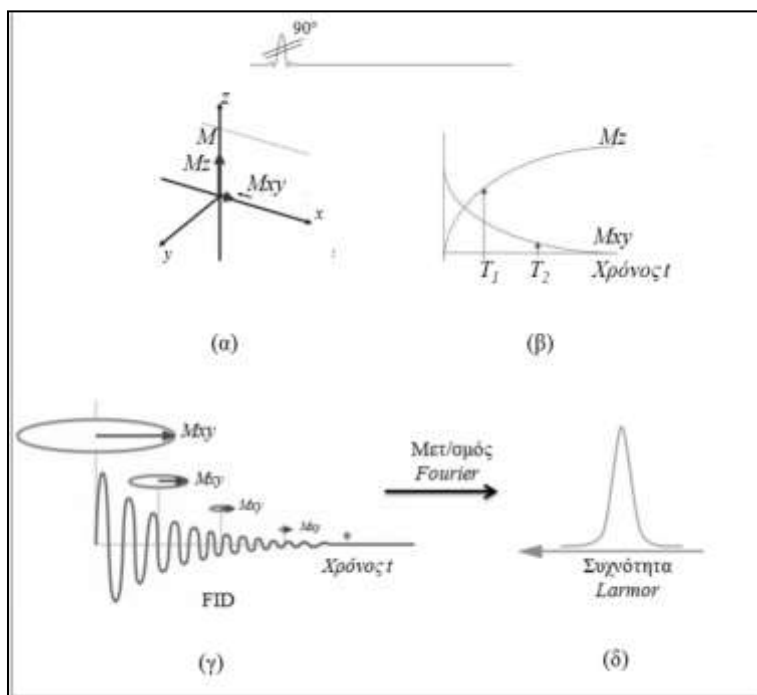 90°
z
M
Mz
Mxy
x
y
Mz
Mxy
T1
T2
Χρόνος t
(α)
(β)
Mxy
Mxy
Mxy
Mxy
Χρόνος t
FID
Μετ/σμός
Fourier
Συχνότητα
Larmor
(γ)
(δ)